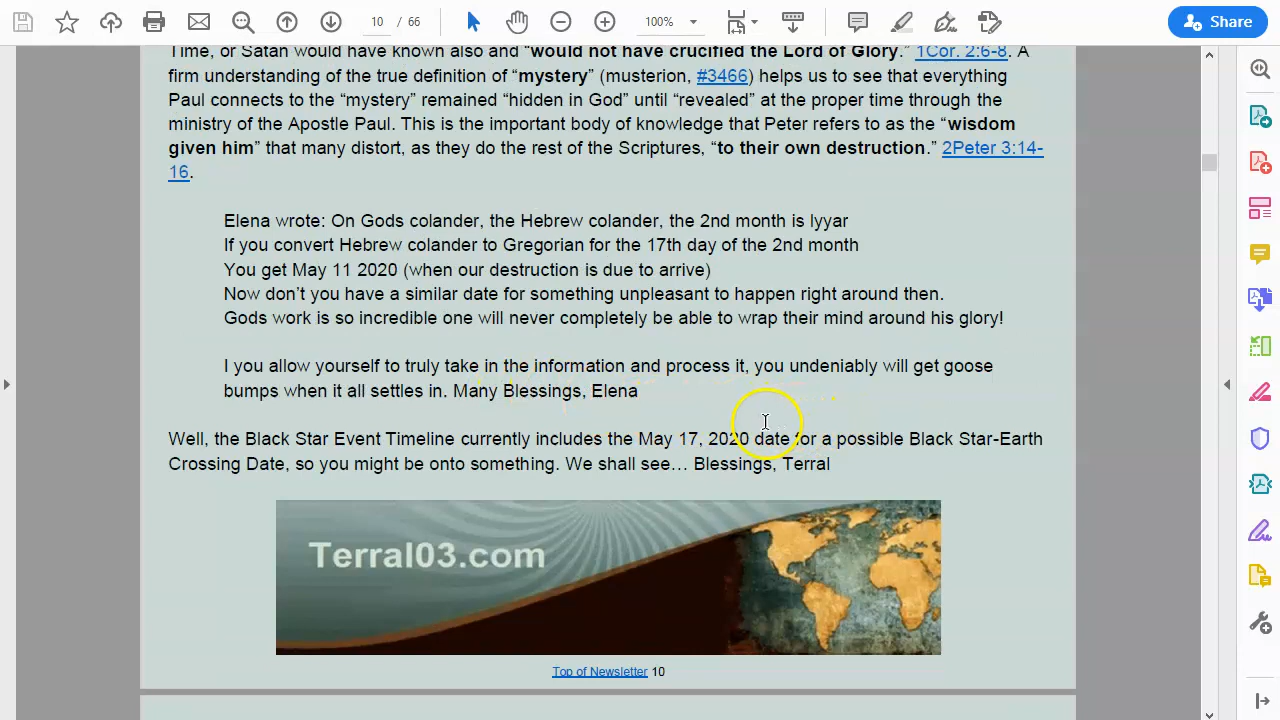 10 / 66
100%
Share
Time, or Satan would have known also and “would not have crucified the Lord of Glory.” 1Cor. 2:6-8. A
firm understanding of the true definition of “mystery” (musterion, #3466) helps us to see that everything
Paul connects to the “mystery” remained “hidden in God” until “revealed” at the proper time through the
ministry of the Apostle Paul. This is the important body of knowledge that Peter refers to as the “wisdom
given him” that many distort, as they do the rest of the Scriptures, “to their own destruction.” 2Peter 3:14-
16.
Elena wrote: On Gods colander, the Hebrew colander, the 2nd month is Iyyar
If you convert Hebrew colander to Gregorian for the 17th day of the 2nd month
You get May 11 2020 (when our destruction is due to arrive)
Now don’t you have a similar date for something unpleasant to happen right around then.
Gods work is so incredible one will never completely be able to wrap their mind around his glory!
I you allow yourself to truly take in the information and process it, you undeniably will get goose
bumps when it all settles in. Many Blessings, Elena
Well, the Black Star Event Timeline currently includes the May 17, 2020 date for a possible Black Star-Earth
Crossing Date, so you might be onto something. We shall see… Blessings, Terral
Terral03.com
Top of Newsletter 10